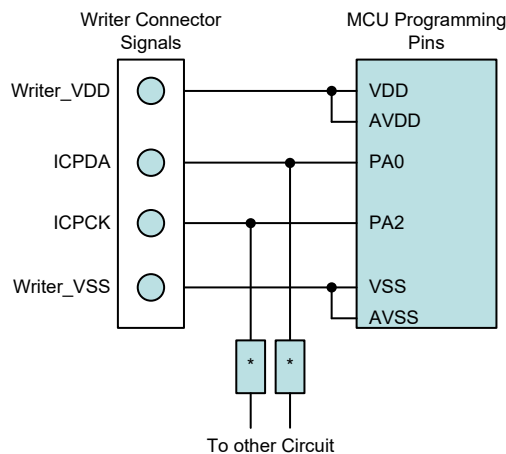 Writer Connector
Signals
MCU Programming
Pins
Writer_VDD
VDD
AVDD
ICPDA
PA0
ICPCK
PA2
Writer_VSS
VSS
AVSS
*
*
To other Circuit